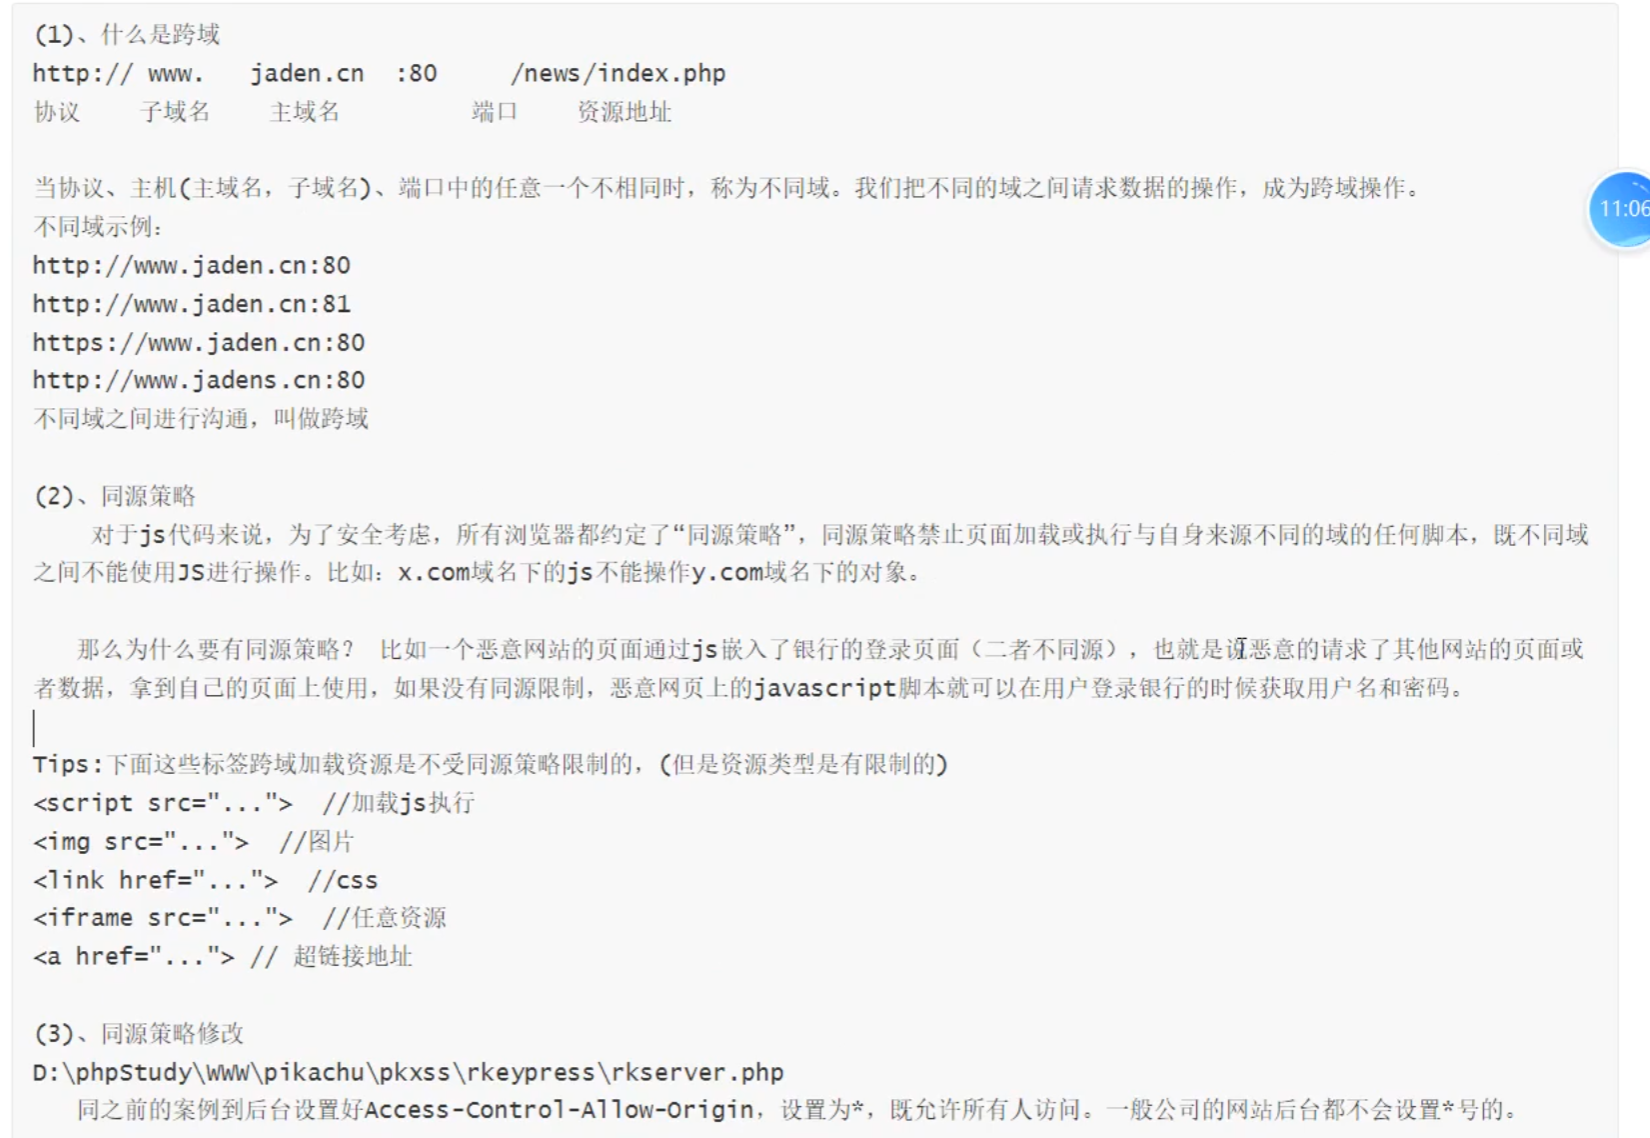 (1)、什么是跨域
http:// www.   jaden.cn  :80     /news/index.php
协议    子域名    主域名         端口    资源地址
当协议、主机(主域名，子域名)、端口中的任意一个不相同时，称为不同域。我们把不同的域之间请求数据的操作，成为跨域操作。
11:06
不同域示例：
http://www.jaden.cn:80
http://www.jaden.cn:81
https://www.jaden.cn:80
http://www.jadens.cn:80
不同域之间进行沟通，叫做跨域
(2)、同源策略
对于js代码来说，为了安全考虑，所有浏览器都约定了“同源策略”，同源策略禁止页面加载或执行与自身来源不同的域的任何脚本，既不同域
之间不能使用JS进行操作。比如：x.com域名下的js不能操作y.com域名下的对象。
那么为什么要有同源策略？ 比如一个恶意网站的页面通过js嵌入了银行的登录页面（二者不同源），也就是说恶意的请求了其他网站的页面或
者数据，拿到自己的页面上使用，如果没有同源限制，恶意网页上的javascript脚本就可以在用户登录银行的时候获取用户名和密码。
Tips:下面这些标签跨域加载资源是不受同源策略限制的，(但是资源类型是有限制的)
<script src="...">  //加载js执行
<img src="...">  //图片
<link href="...">  //css
<iframe src="...">  //任意资源
<a href="..."> // 超链接地址
(3)、同源策略修改
D:\phpStudy\WWW\pikachu\pkxss\rkeypress\rkserver.php
同之前的案例到后台设置好Access-Control-Allow-Origin，设置为*，既允许所有人访问。一般公司的网站后台都不会设置*号的。